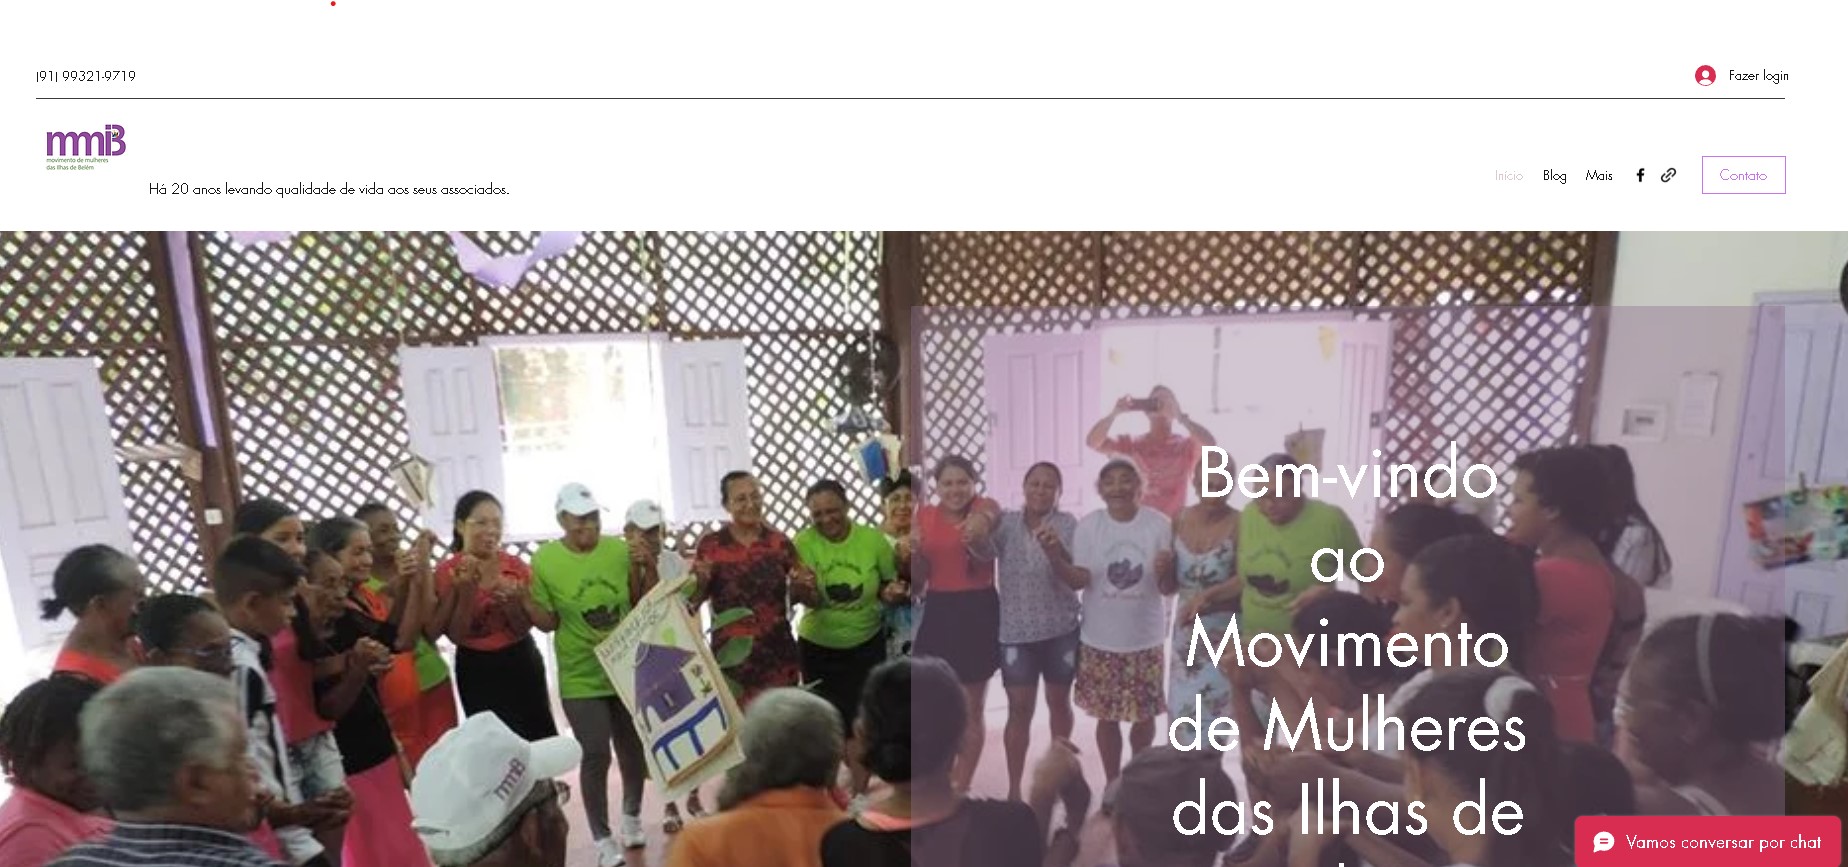 (91) 99321-9719
Fazer login
mmiB
movimento de mulheres
das Ilhas de Belém
Há 20 anos levando qualidade de vida aos seus associados.
Início
Blog
Mais
Contato
Bem-vindo
ao
Movimento
de Mulheres
das Ilhas de
mmiB
Vamos conversar por chat